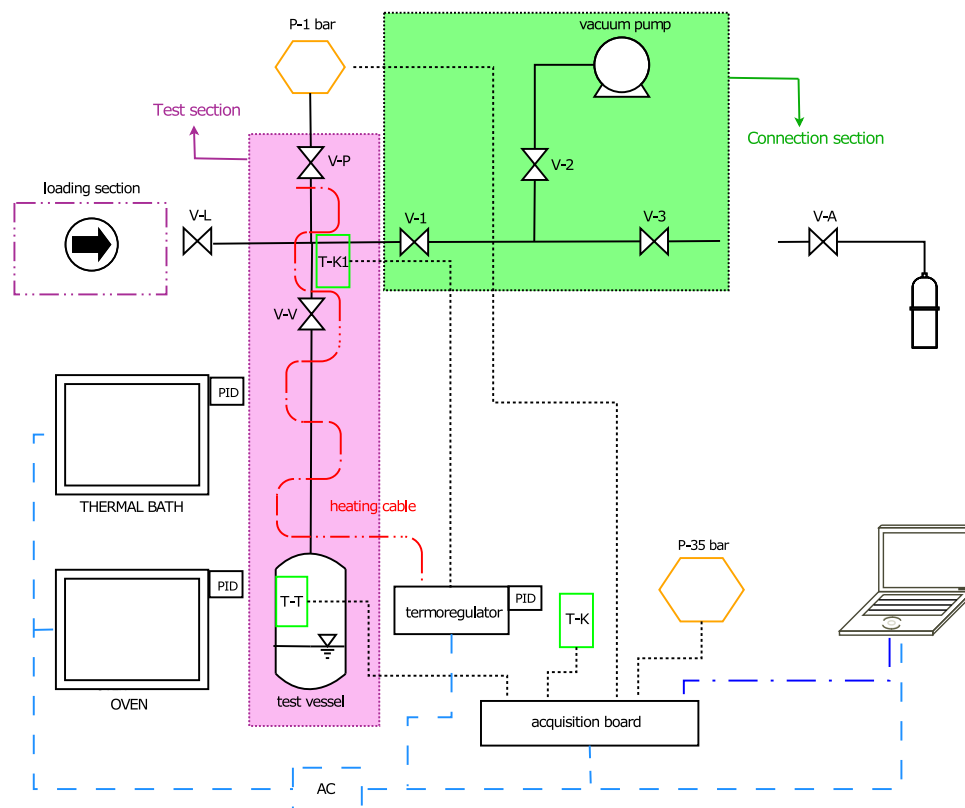 P-1 bar
vacuum pump
Test section
Connection section
V-P
V-2
loading section
V-L
V-1
V-3
V-A
T-K1
V-V
PID
THERMAL BATH
heating cable
P-35 bar
PID
T-T
termoregulator
PID
T-K
OVEN
test vessel
acquisition board
AC